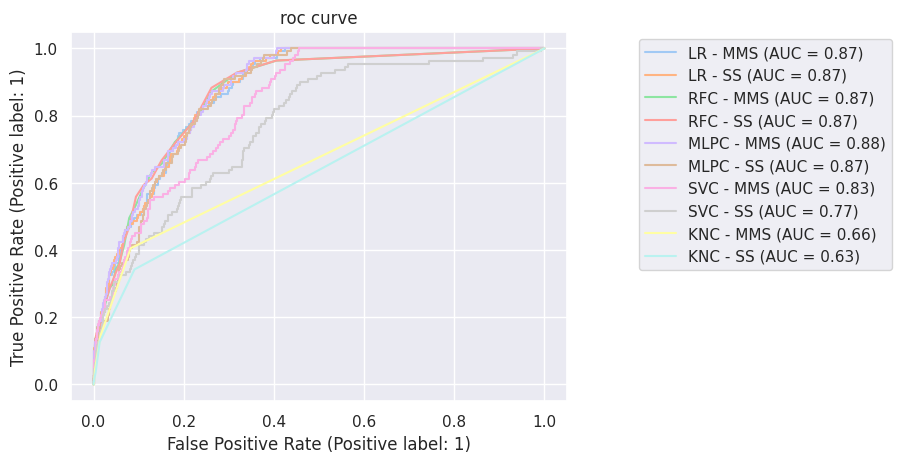 roc curve
True Positive Rate (Positive label: 1)
1.0
0.8
0.6
0.4
0.2
0.0
0.0 0.2 0.4 0.6 0.8 1.0
False Positive Rate (Positive label: 1)
LR - MMS (AUC = 0.87)
LR - SS (AUC = 0.87)
RFC - MMS (AUC = 0.87)
RFC - SS (AUC = 0.87)
MLPC - MMS (AUC = 0.88)
MLPC - SS (AUC = 0.87)
SVC - MMS (AUC = 0.83)
SVC - SS (AUC = 0.77)
KNC - MMS (AUC = 0.66)
KNC - SS (AUC = 0.63)